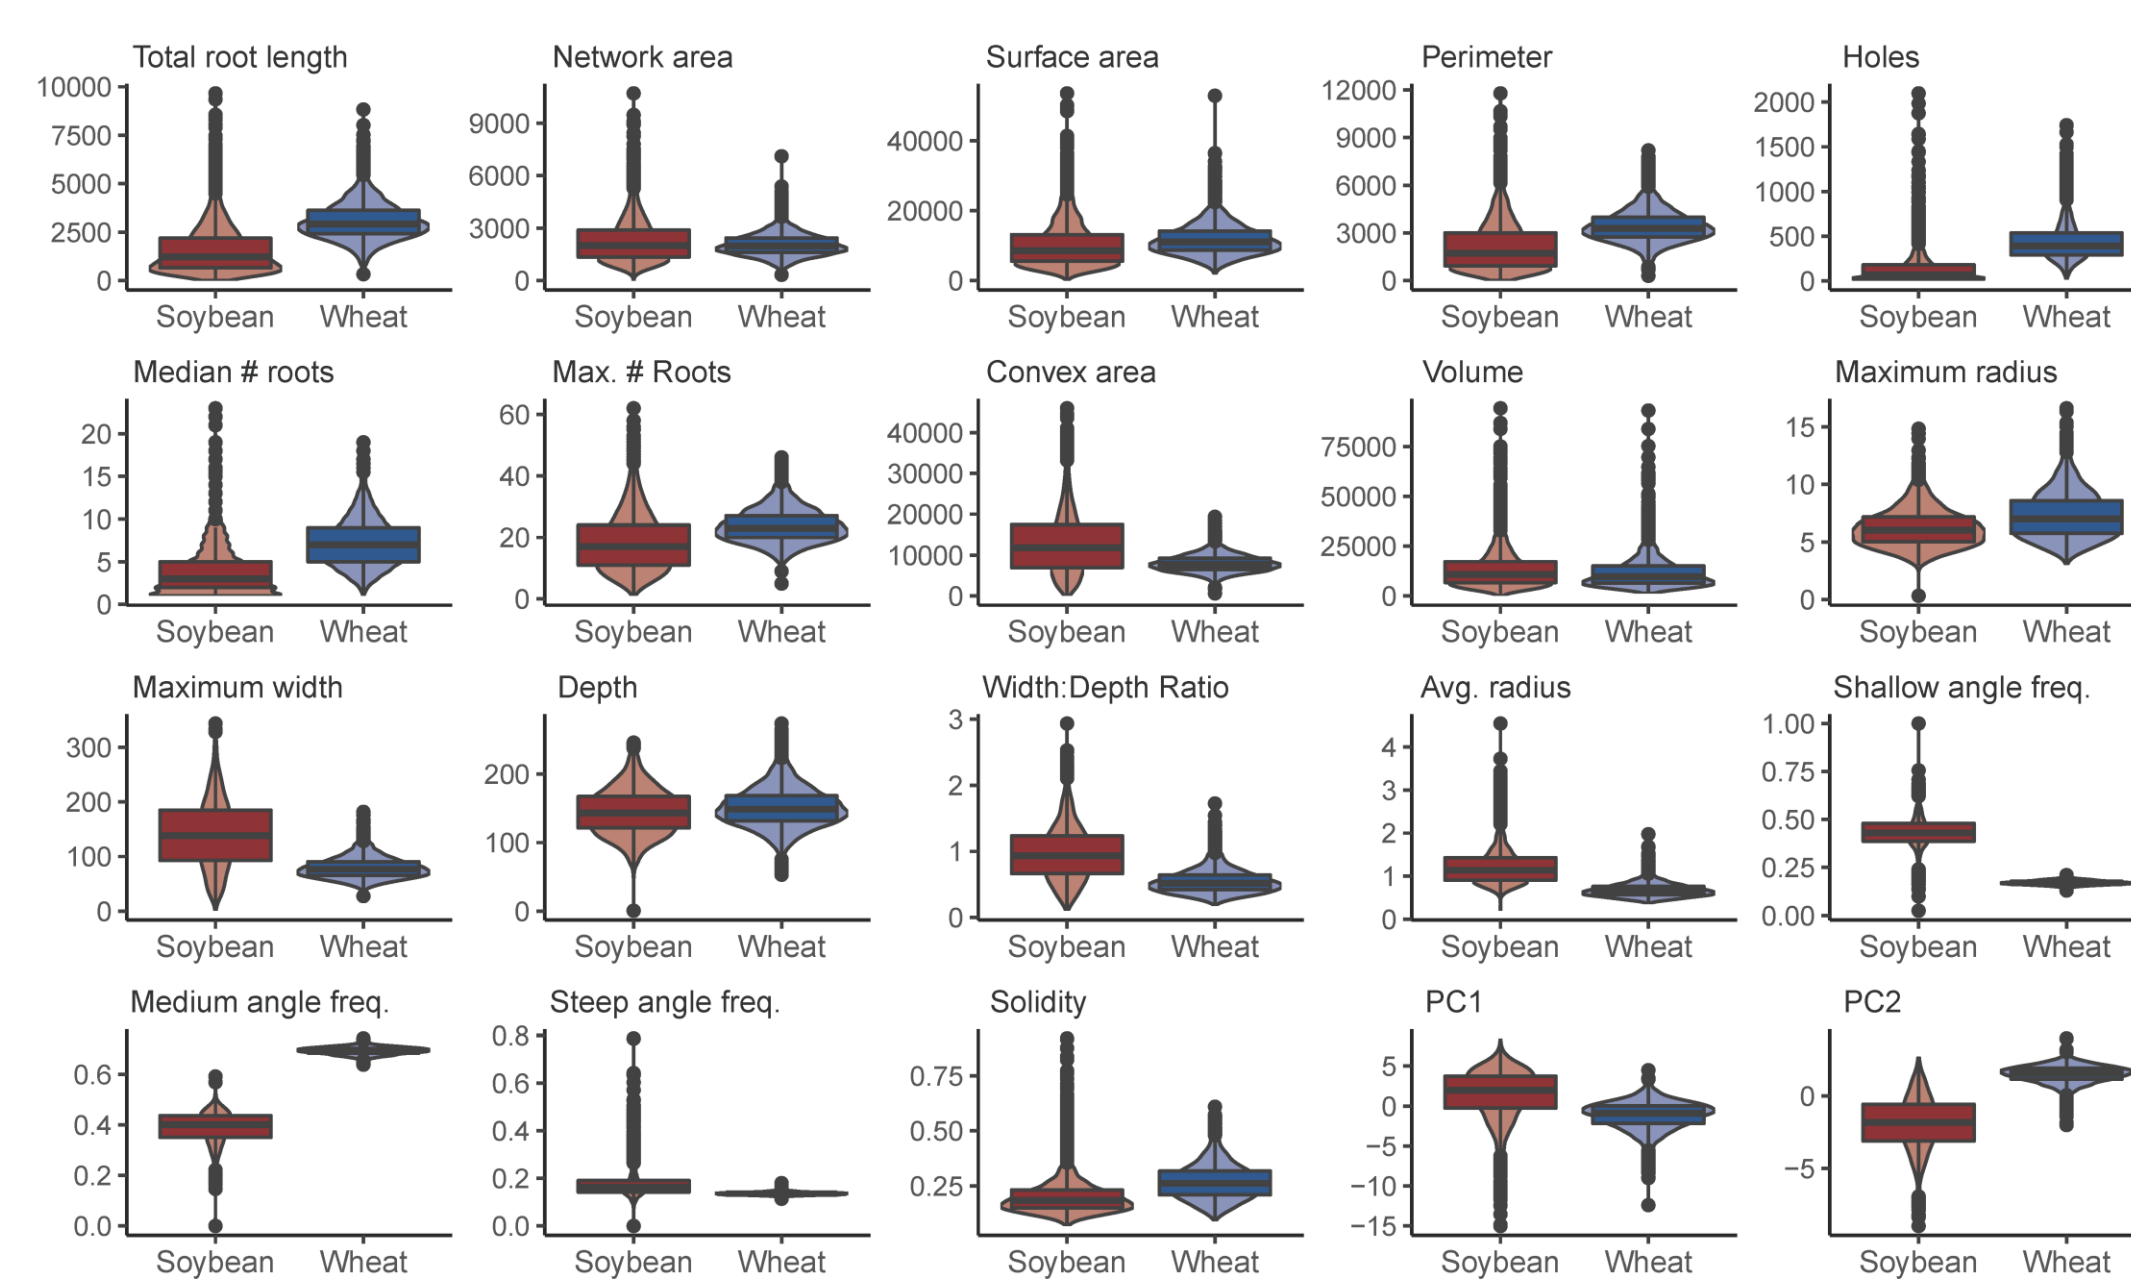 Total root length Network area Surface area Perimeter Holes
10000 7500 5000 2500 0
9000 6000 3000 0
40000 20000 0
12000 9000 6000 3000 0
2000 1500 1000 500 0
Soybean Wheat Soybean Wheat Soybean Wheat Soybean Wheat Soybean Wheat
Median # roots Max. # Roots Convex area Volume Maximum radius
20 15 10 5 0
60 40 20 0
40000 30000 20000 10000 0
75000 50000 25000 0
15 10 5 0
Soybean Wheat Soybean Wheat Soybean Wheat Soybean Wheat Soybean Wheat
Maximum width Depth Width:Depth Ratio Avg. radius Shallow angle freq.
300 200 100 0
200 100 0
3 2 1 0
4 3 2 1 0
1.00 0.75 0.50 0.25 0.00
Soybean Wheat Soybean Wheat Soybean Wheat Soybean Wheat Soybean Wheat
Medium angle freq. Steep angle freq. Solidity PC1 PC2
0.6 0.4 0.2 0.0
0.8 0.6 0.4 0.2 0.0
0.75 0.50 0.25
5 0 −5 −10 −15
0 −5
Soybean Wheat Soybean Wheat Soybean Wheat Soybean Wheat Soybean Wheat